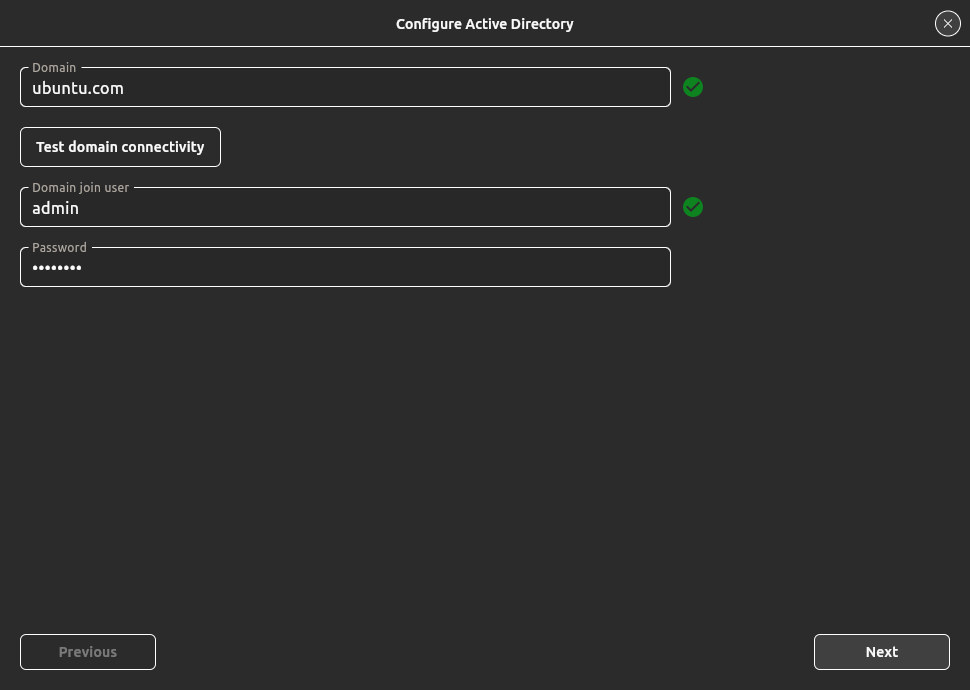 Configure Active Directory
Domain
ubuntu.com
Test domain connectivity
Domain join user
admin
Password
••••••••
Previous
Next